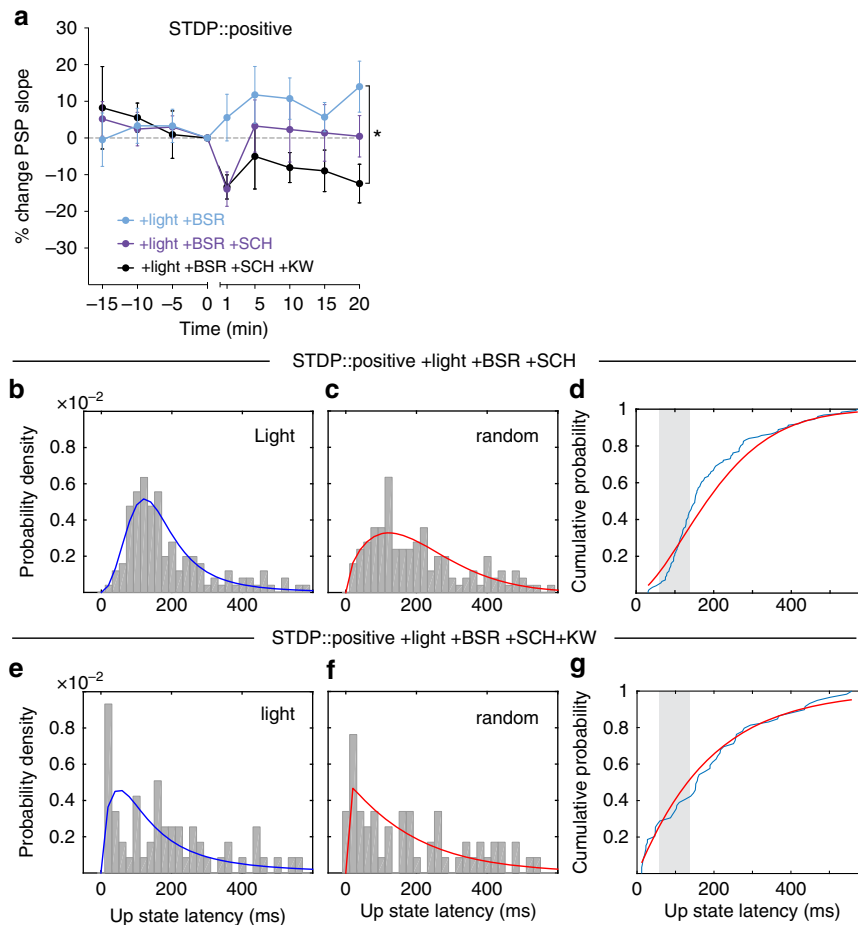 a
STDP::positive
30
20
10
0
−10
−20
−30
% change PSP slope
*
+light +BSR
+light +BSR +SCH
+light +BSR +SCH +KW
−15 −10 −5 0 1 5 10 15 20
Time (min)
STDP::positive +light +BSR +SCH
b
×10⁻²
Light
0.8
0.6
0.4
0.2
Probability density
0 200 400
c
random
0 200 400
d
1
0.8
0.6
0.4
0.2
Cumulative probability
0 200 400
STDP::positive +light +BSR +SCH+KW
e
×10⁻²
light
0.8
0.6
0.4
0.2
Probability density
0 200 400
Up state latency (ms)
f
random
0 200 400
Up state latency (ms)
g
1
0.8
0.6
0.4
0.2
Cumulative probability
0 200 400
Up state latency (ms)